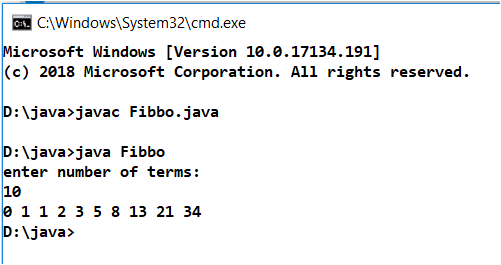 C:\Windows\System32\cmd.exe
Microsoft Windows [Version 10.0.17134.191]
(c) 2018 Microsoft Corporation. All rights reserved.
D:\java>javac Fibbo.java
D:\java>java Fibbo
enter number of terms:
10
0 1 1 2 3 5 8 13 21 34
D:\java>